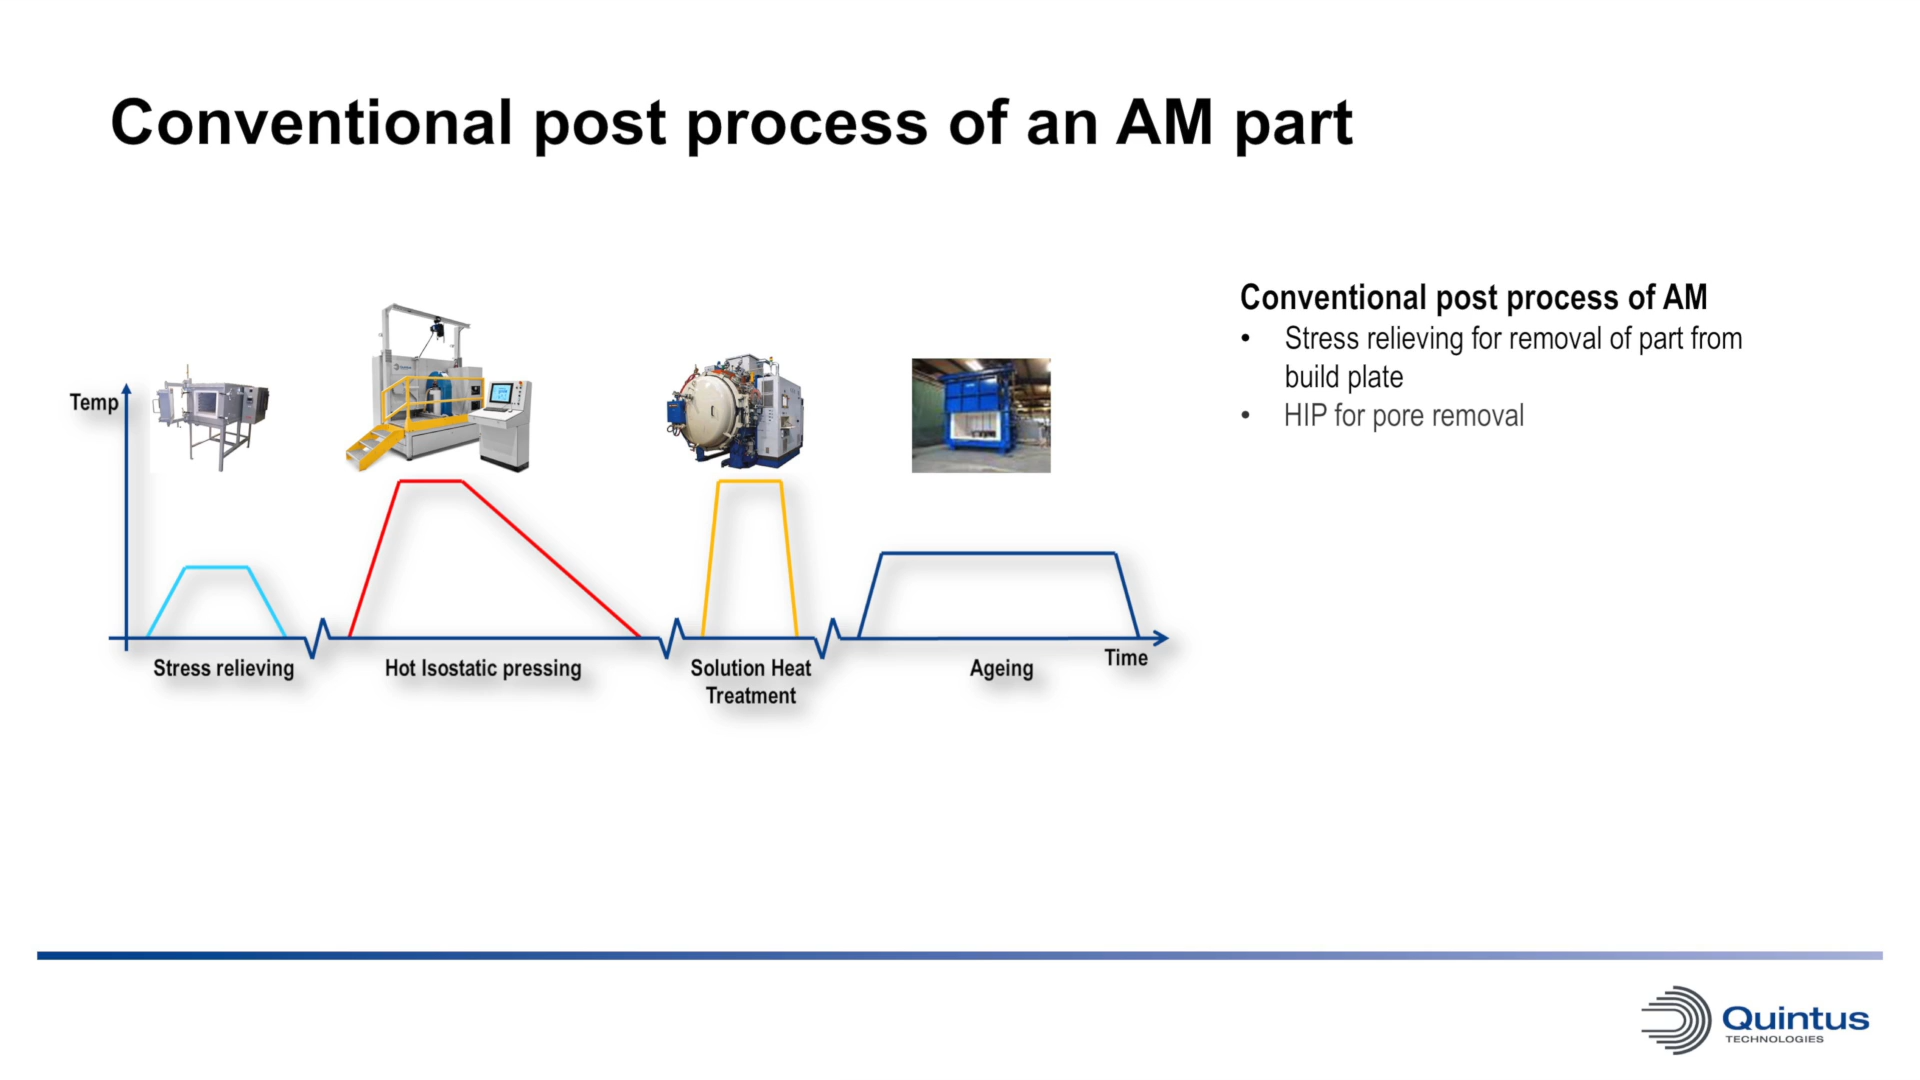 Conventional post process of an AM part
Temp
Stress relieving
Hot Isostatic pressing
Solution Heat
Treatment
Ageing
Time
Conventional post process of AM
• Stress relieving for removal of part from
build plate
• HIP for pore removal
Quintus
TECHNOLOGIES